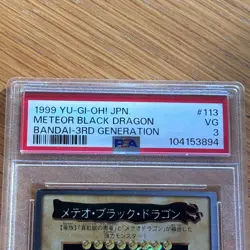 1999 YU-GI-OH! JPN. #113
METEOR BLACK DRAGON VG
BANDAI-3RD GENERATION 3
PSA 104153894
メテオ・ブラック・ドラゴン